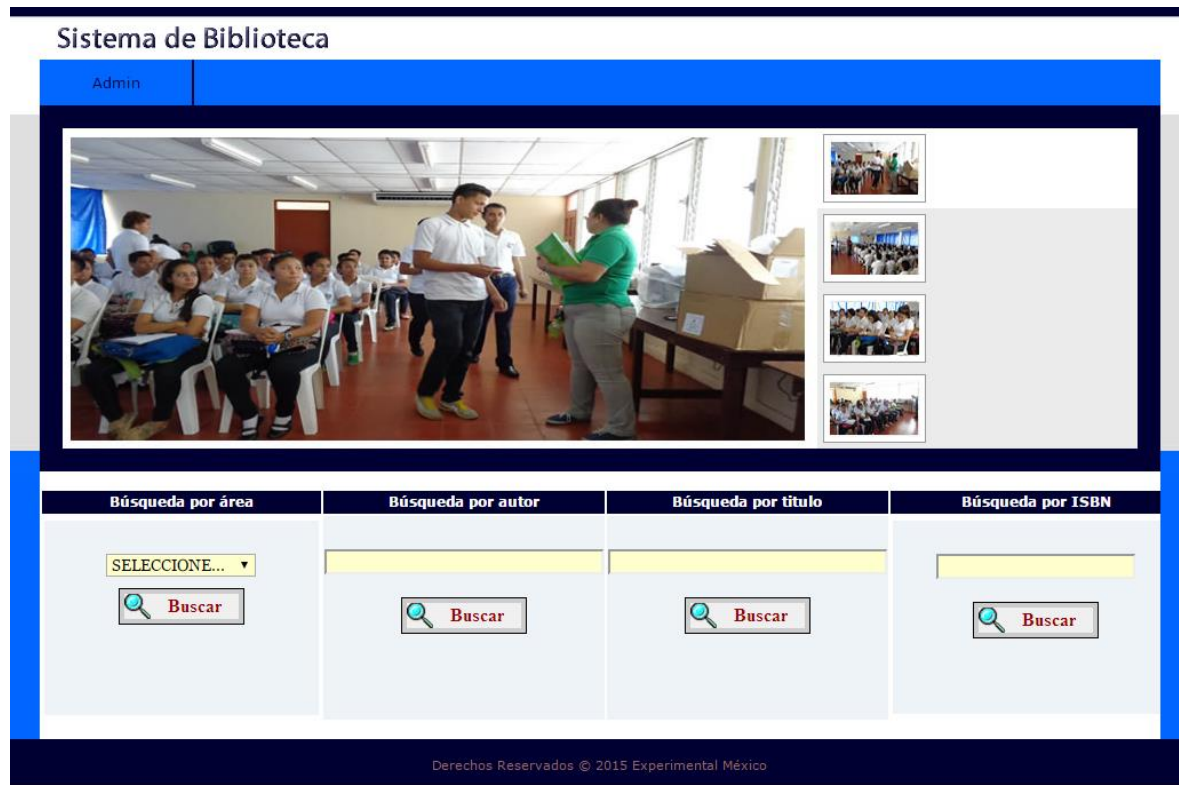 Sistema de Biblioteca
Admin
Búsqueda por área
Búsqueda por autor
Búsqueda por titulo
Búsqueda por ISBN
SELECCIONE...
Buscar
Buscar
Buscar
Buscar
Derechos Reservados © 2015 Experimental México